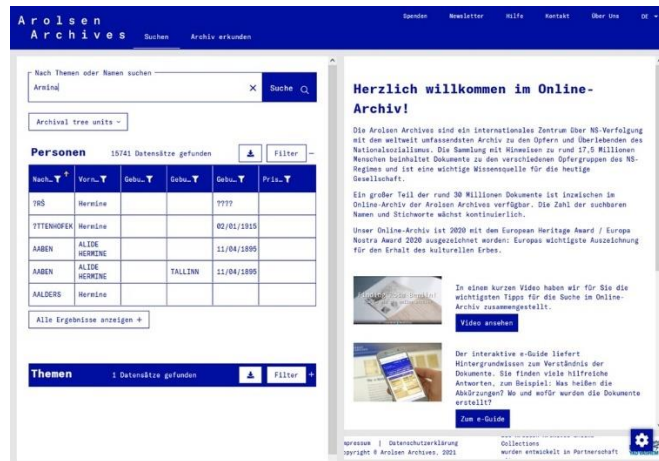 Arolsen
Archives
Suchen
Archiv erkunden
Spenden
Newsletter
Hilfe
Kontakt
Über Uns
DE
Nach Themen oder Namen suchen
Armina
Suche
Archival tree units
Personen
15741 Datensätze gefunden
Filter
Nach… Vorn… Gebu… Gebu… Gebu… Pris…
?RŠ Hermine ????
?TTENHOFEK Hermine 02/01/1915
AABEN ALIDE HERMINE 11/04/1895
AABEN ALIDE HERMINE TALLINN 11/04/1895
AALDERS Hermine
Alle Ergebnisse anzeigen +
Themen
1 Datensätze gefunden
Filter +
Herzlich willkommen im Online-
Archiv!
Die Arolsen Archives sind ein internationales Zentrum über NS-Verfolgung
mit dem weltweit umfassendsten Archiv zu den Opfern und Überlebenden des
Nationalsozialismus. Die Sammlung mit Hinweisen zu rund 17,5 Millionen
Menschen beinhaltet Dokumente zu den verschiedenen Opfergruppen des NS-
Regimes und ist eine wichtige Wissensquelle für die heutige
Gesellschaft.
Ein großer Teil der rund 30 Millionen Dokumente ist inzwischen im
Online-Archiv der Arolsen Archives verfügbar. Die Zahl der suchbaren
Namen und Stichworte wächst kontinuierlich.
Unser Online-Archiv ist 2020 mit dem European Heritage Award / Europa
Nostra Award 2020 ausgezeichnet worden: Europas wichtigste Auszeichnung
für den Erhalt des kulturellen Erbes.
In einem kurzen Video haben wir für Sie die
wichtigsten Tipps für die Suche im Online-
Archiv zusammengestellt.
Video ansehen
Der interaktive e-Guide liefert
Hintergrundwissen zum Verständnis der
Dokumente. Sie finden viele hilfreiche
Antworten, zum Beispiel: Was heißen die
Abkürzungen? Wo und wofür wurden die Dokumente
erstellt?
Zum e-Guide
mpressum | Datenschutzerklärung
opyright © Arolsen Archives, 2021
Collections
wurden entwickelt in Partnerschaft